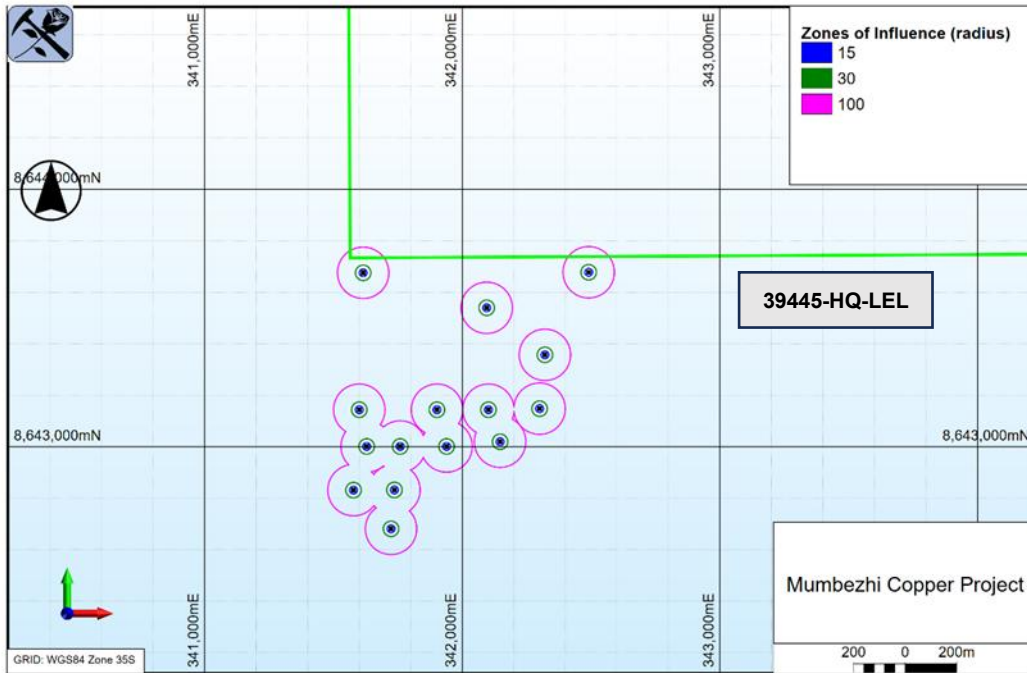 Zones of Influence (radius)
15
30
100
341,000mE
342,000mE
343,000mE
8,644,000mN
39445-HQ-LEL
8,643,000mN
8,643,000mN
341,000mE
342,000mE
343,000mE
Mumbezhi Copper Project
GRID: WGS84 Zone 35S
200 0 200m